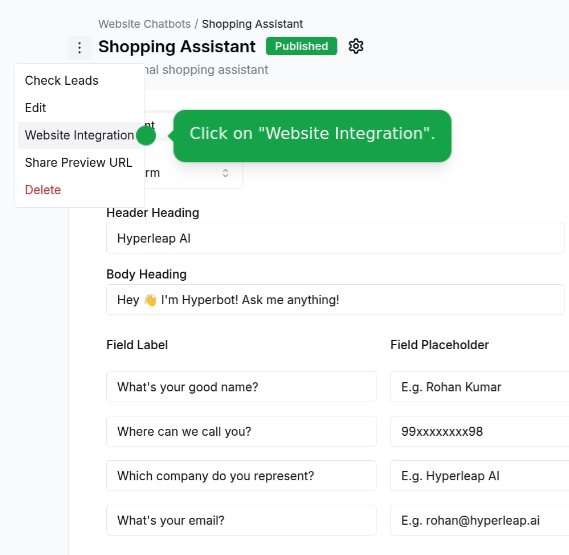 Website Chatbots / Shopping Assistant
Shopping Assistant Published
nal shopping assistant
Check Leads
Edit
Website Integration
Share Preview URL
Delete
nt
Click on "Website Integration".
rm
Header Heading
Hyperleap AI
Body Heading
Hey 👋 I'm Hyperbot! Ask me anything!
Field Label Field Placeholder
What's your good name? E.g. Rohan Kumar
Where can we call you? 99xxxxxxxx98
Which company do you represent? E.g. Hyperleap AI
What's your email? E.g. rohan@hyperleap.ai